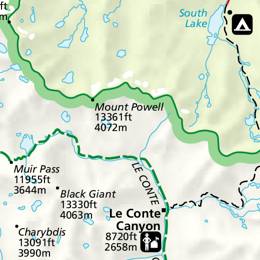 ft
m
South
Lake
Mount Powell
13361ft
4072m
Muir Pass
11955ft
3644m
Black Giant
13330ft
4063m
LE CONTE
Le Conte
Canyon
8720ft
2658m
Charybdis
13091ft
3990m